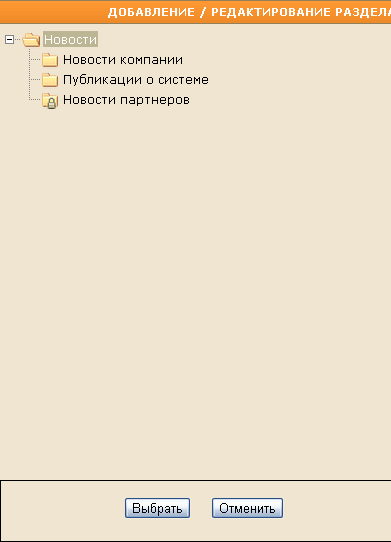 ДОБАВЛЕНИЕ / РЕДАКТИРОВАНИЕ РАЗДЕЛА
Новости
Новости компании
Публикации о системе
Новости партнеров
Выбрать Отменить